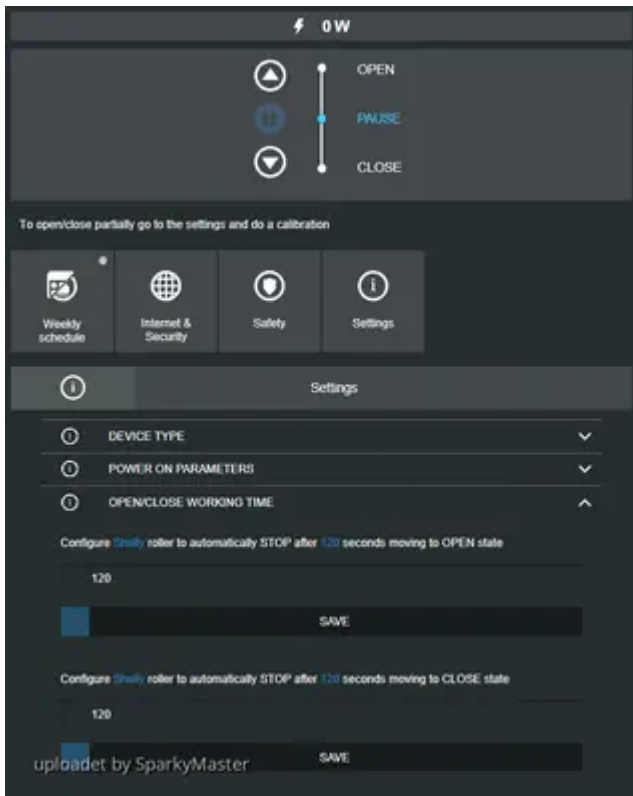 0 W
OPEN
PAUSE
CLOSE
To open/close partially go to the settings and do a calibration
Weekly
schedule
Internet &
Security
Safety
Settings
Settings
DEVICE TYPE
POWER ON PARAMETERS
OPEN/CLOSE WORKING TIME
Configure Shelly roller to automatically STOP after 120 seconds moving to OPEN state
120
SAVE
Configure Shelly roller to automatically STOP after 120 seconds moving to CLOSE state
120
SAVE
uploadet by SparkyMaster